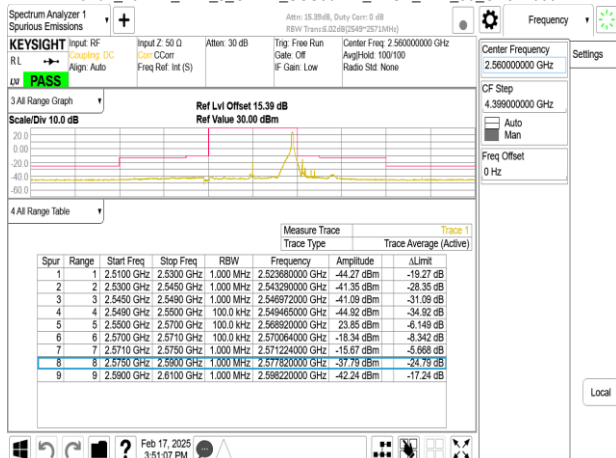 Spectrum Analyzer 1
Spurious Emissions
Attn: 15.39dB, Duty Corr: 0 dB
RBW Trans:0.02dB(2549~2571MHz)
Frequency
KEYSIGHT
RL
LXI
PASS
Input: RF
Coupling: DC
Align: Auto
Input Z: 50 Ω
Corr CCorr
Freq Ref: Int (S)
Atten: 30 dB
Trig: Free Run
Gate: Off
IF Gain: Low
Center Freq: 2.560000000 GHz
Avg|Hold: 100/100
Radio Std: None
Center Frequency
2.560000000 GHz
Settings
CF Step
4.399000000 GHz
Auto
Man
Freq Offset
0 Hz
Local
3 All Range Graph
Scale/Div 10.0 dB
Ref Lvl Offset 15.39 dB
Ref Value 30.00 dBm
20.0
0.00
-20.0
-40.0
-60.0
4 All Range Table
Measure Trace Trace 1
Trace Type Trace Average (Active)
Spur Range Start Freq Stop Freq RBW Frequency Amplitude ΔLimit
1 1 2.5100 GHz 2.5300 GHz 1.000 MHz 2.523680000 GHz -44.27 dBm -19.27 dB
2 2 2.5300 GHz 2.5450 GHz 1.000 MHz 2.543290000 GHz -41.35 dBm -28.35 dB
3 3 2.5450 GHz 2.5490 GHz 1.000 MHz 2.546972000 GHz -41.09 dBm -31.09 dB
4 4 2.5490 GHz 2.5500 GHz 100.0 kHz 2.549465000 GHz -44.92 dBm -34.92 dB
5 5 2.5500 GHz 2.5700 GHz 100.0 kHz 2.568920000 GHz 23.85 dBm -6.149 dB
6 6 2.5700 GHz 2.5710 GHz 100.0 kHz 2.570064000 GHz -18.34 dBm -8.342 dB
7 7 2.5710 GHz 2.5750 GHz 1.000 MHz 2.571224000 GHz -15.67 dBm -5.668 dB
8 8 2.5750 GHz 2.5900 GHz 1.000 MHz 2.577820000 GHz -37.79 dBm -24.79 dB
9 9 2.5900 GHz 2.6100 GHz 1.000 MHz 2.598220000 GHz -42.24 dBm -17.24 dB
Feb 17, 2025
3:51:07 PM